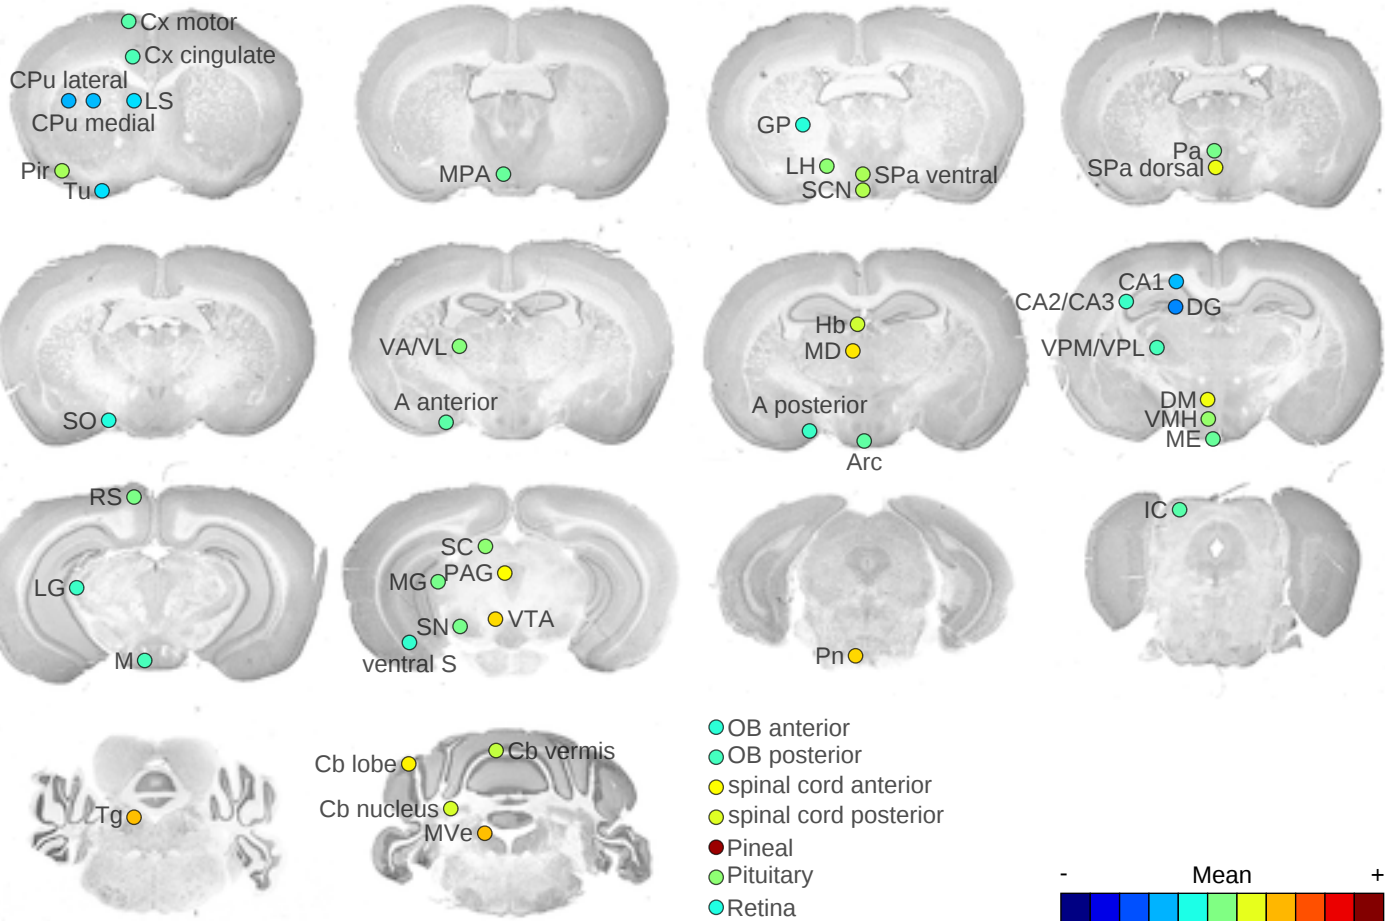 Cx motor
Cx cingulate
CPu lateral
LS
CPu medial
Pir
Tu
MPA
GP
LH
SPa ventral
SCN
Pa
SPa dorsal
SO
VA/VL
A anterior
Hb
MD
A posterior
Arc
CA1
CA2/CA3
DG
VPM/VPL
DM
VMH
ME
RS
LG
M
SC
MG
PAG
SN
VTA
ventral S
Pn
IC
Tg
Cb lobe
Cb vermis
Cb nucleus
MVe
OB anterior
OB posterior
spinal cord anterior
spinal cord posterior
Pineal
Pituitary
Retina
- Mean +